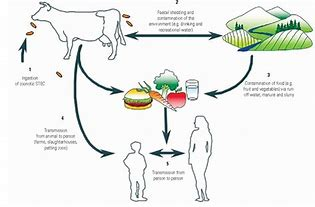 2
Faecal shedding and
contamination of the
environment (e.g. drinking and
recreational water).
1
Ingestion
of zoonotic STEC
3
Contamination of food (e.g.
fruit and vegetables) via run
off water, manure and slurry
4
Transmission
from animal to person
(farms, slaughterhouses,
petting zoos)
5
Transmission from
person to person